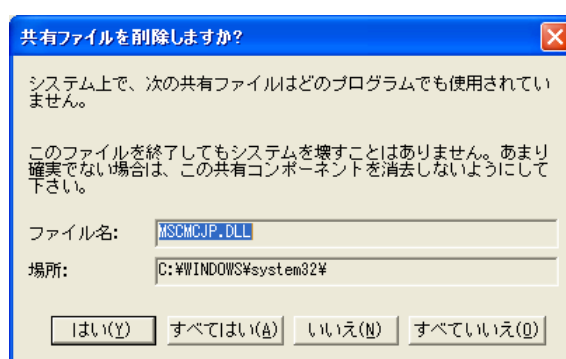 共有ファイルを削除しますか?
システム上で、次の共有ファイルはどのプログラムでも使用されてい
ません。
このファイルを終了してもシステムを壊すことはありません。あまり
確実でない場合は、この共有コンポーネントを消去しないようにして
下さい。
ファイル名: MSCMCJP.DLL
場所: C:¥WINDOWS¥system32¥
はい(Y) すべてはい(A) いいえ(N) すべていいえ(O)